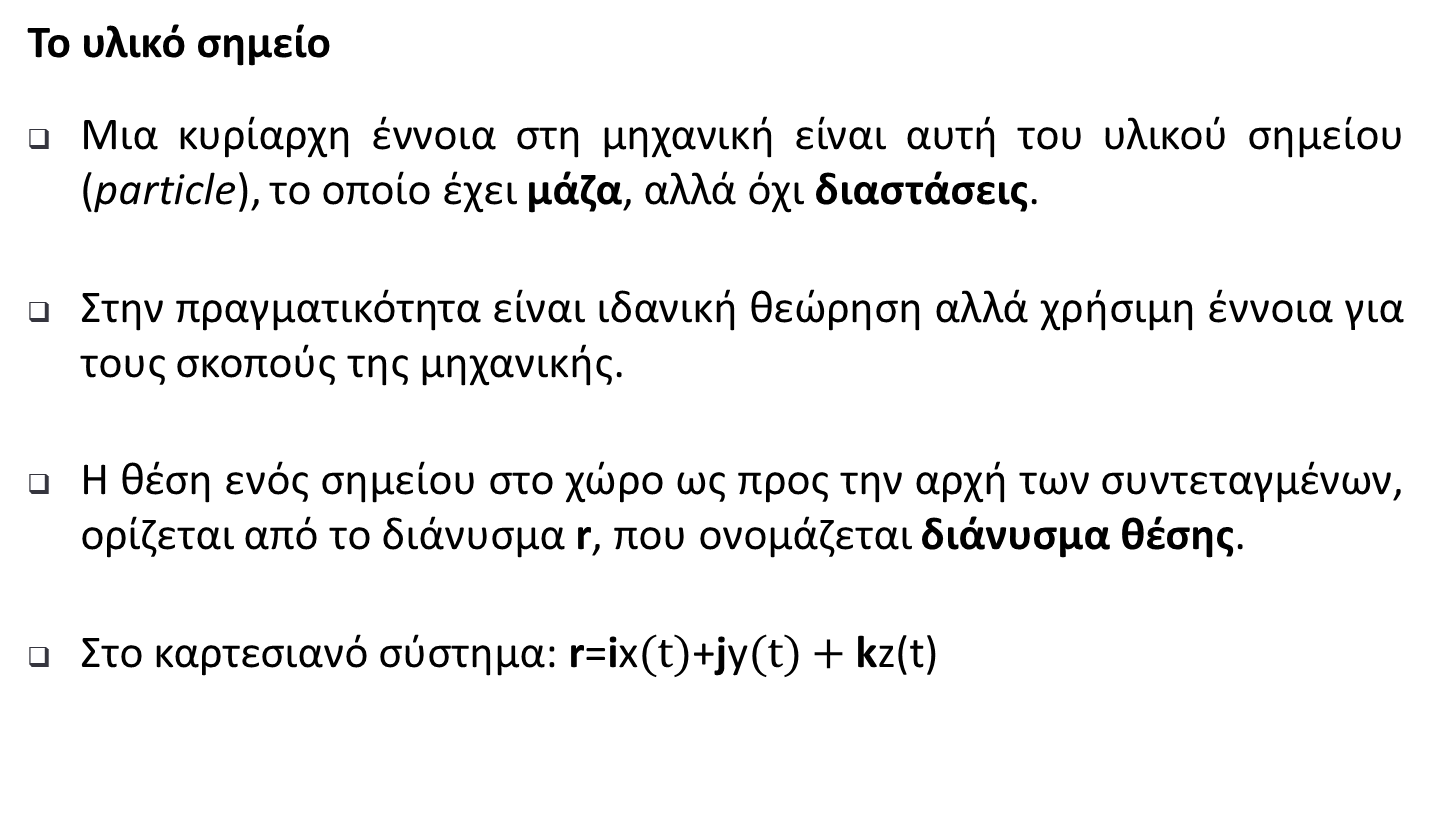 Το υλικό σημείο
❑ Μια κυρίαρχη έννοια στη μηχανική είναι αυτή του υλικού σημείου
(particle), το οποίο έχει μάζα, αλλά όχι διαστάσεις.
❑ Στην πραγματικότητα είναι ιδανική θεώρηση αλλά χρήσιμη έννοια για
τους σκοπούς της μηχανικής.
❑ Η θέση ενός σημείου στο χώρο ως προς την αρχή των συντεταγμένων,
ορίζεται από το διάνυσμα r, που ονομάζεται διάνυσμα θέσης.
❑ Στο καρτεσιανό σύστημα: r=ix(t)+jy(t) + kz(t)